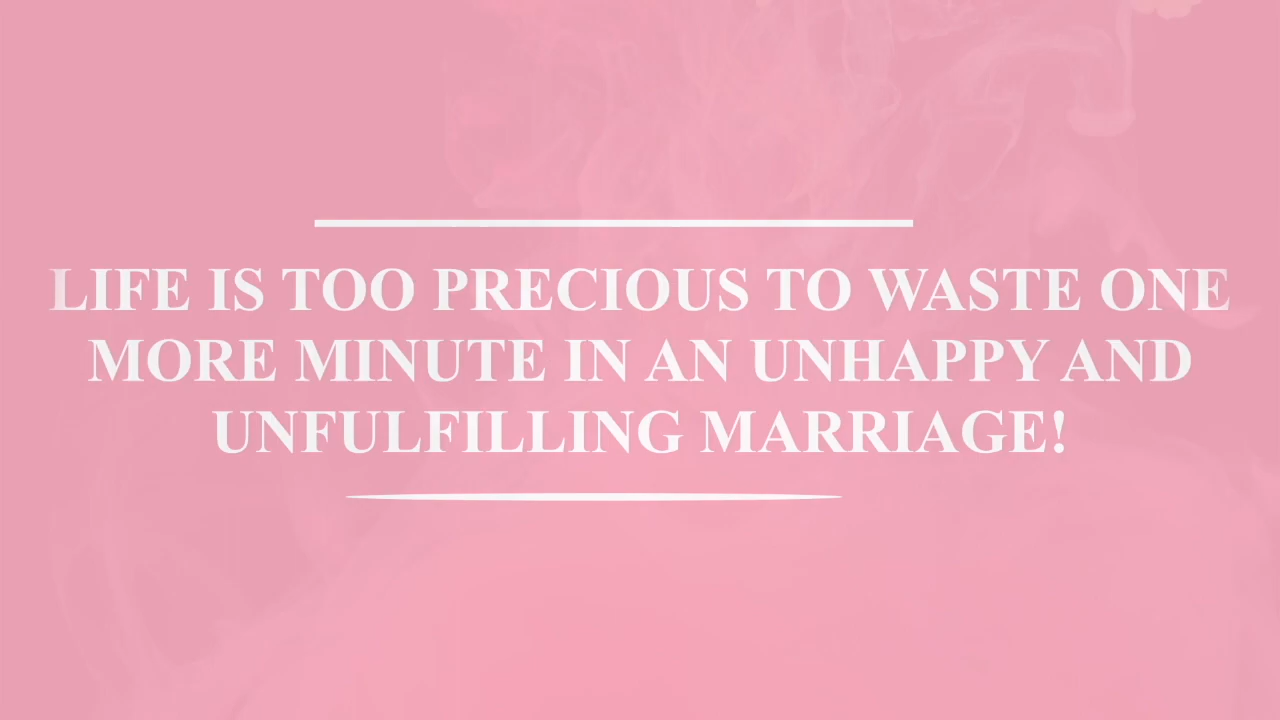 LIFE IS TOO PRECIOUS TO WASTE ONE
MORE MINUTE IN AN UNHAPPY AND
UNFULFILLING MARRIAGE!